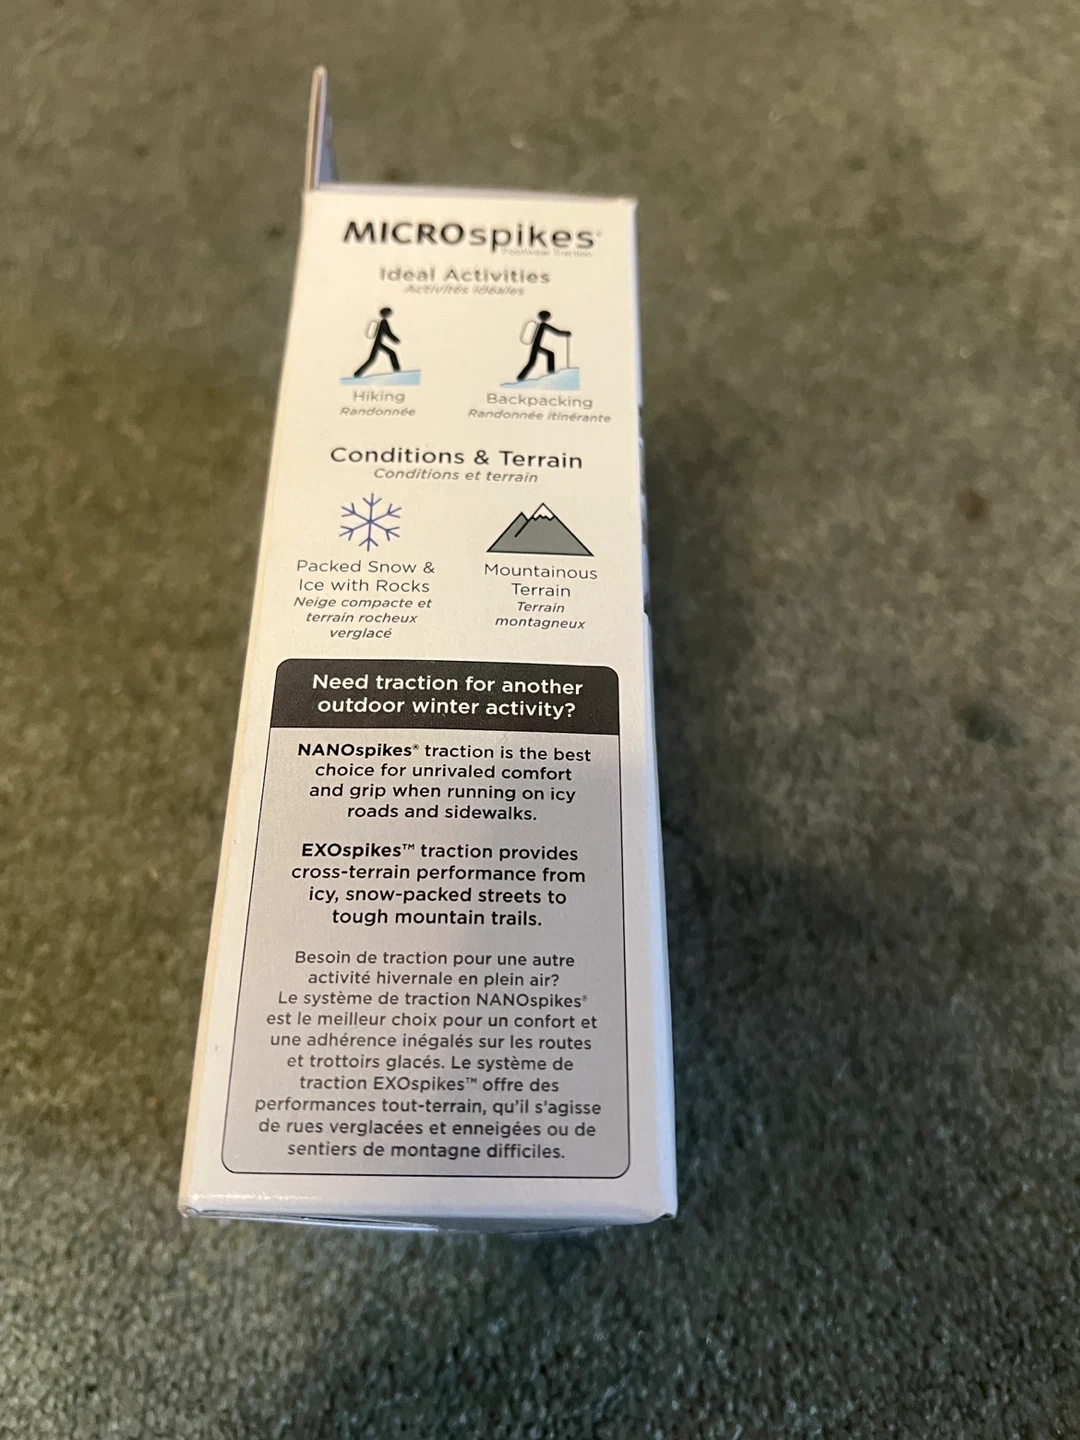 MICROspikes®
Footwear Traction
Ideal Activities
Activités Idéales
Hiking
Randonnée
Backpacking
Randonnée itinérante
Conditions & Terrain
Conditions et terrain
Packed Snow &
Ice with Rocks
Neige compacte et
terrain rocheux
verglacé
Mountainous
Terrain
Terrain
montagneux
Need traction for another
outdoor winter activity?
NANOspikes® traction is the best
choice for unrivaled comfort
and grip when running on icy
roads and sidewalks.
EXOspikes™ traction provides
cross-terrain performance from
icy, snow-packed streets to
tough mountain trails.
Besoin de traction pour une autre
activité hivernale en plein air?
Le système de traction NANOspikes®
est le meilleur choix pour un confort et
une adhérence inégalés sur les routes
et trottoirs glacés. Le système de
traction EXOspikes™ offre des
performances tout-terrain, qu'il s'agisse
de rues verglacées et enneigées ou de
sentiers de montagne difficiles.